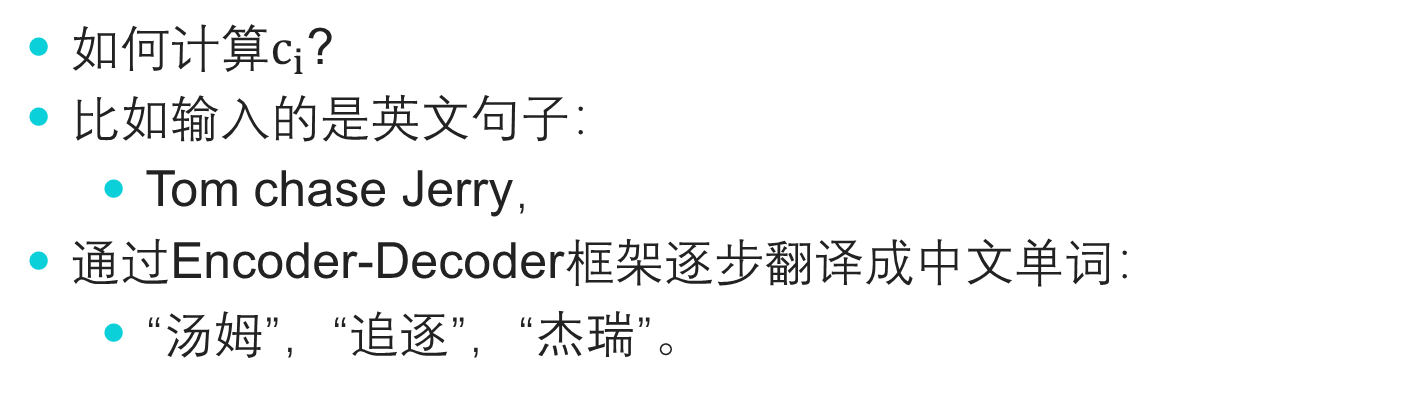 • 如何计算cᵢ?
• 比如输入的是英文句子：
• Tom chase Jerry，
• 通过Encoder-Decoder框架逐步翻译成中文单词：
• “汤姆”，“追逐”，“杰瑞”。